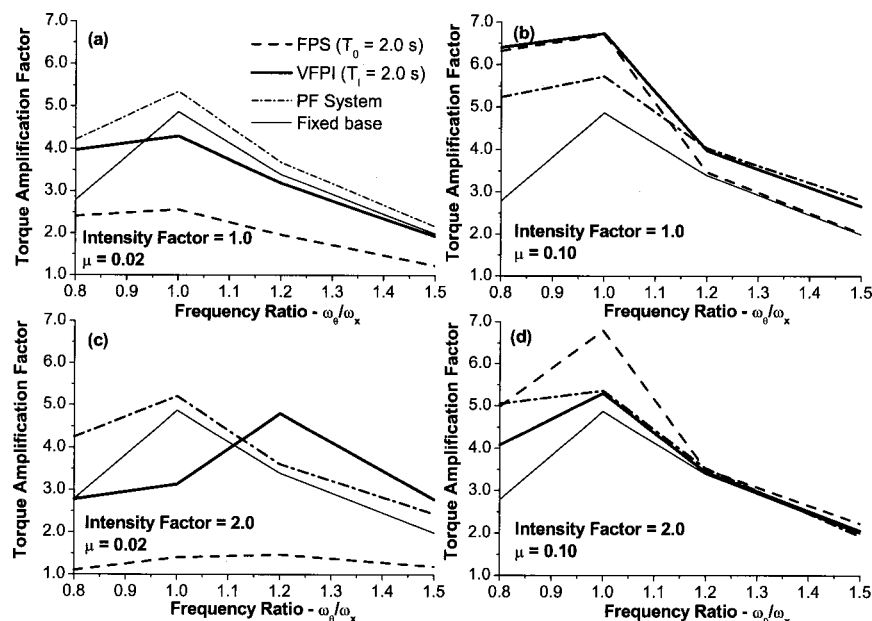 (a)
FPS (T0 = 2.0 s)
VFPI (TI = 2.0 s)
PF System
Fixed base
Torque Amplification Factor
7.0
6.0
5.0
4.0
3.0
2.0
1.0
Intensity Factor = 1.0
μ = 0.02
0.8 0.9 1.0 1.1 1.2 1.3 1.4 1.5
Frequency Ratio - ωθ/ωx
(b)
Torque Amplification Factor
7.0
6.0
5.0
4.0
3.0
2.0
1.0
Intensity Factor = 1.0
μ = 0.10
0.8 0.9 1.0 1.1 1.2 1.3 1.4 1.5
Frequency Ratio - ωθ/ωx
(c)
Torque Amplification Factor
7.0
6.0
5.0
4.0
3.0
2.0
1.0
Intensity Factor = 2.0
μ = 0.02
0.8 0.9 1.0 1.1 1.2 1.3 1.4 1.5
Frequency Ratio - ωθ/ωx
(d)
Torque Amplification Factor
7.0
6.0
5.0
4.0
3.0
2.0
1.0
Intensity Factor = 2.0
μ = 0.10
0.8 0.9 1.0 1.1 1.2 1.3 1.4 1.5
Frequency Ratio - ωθ/ωx